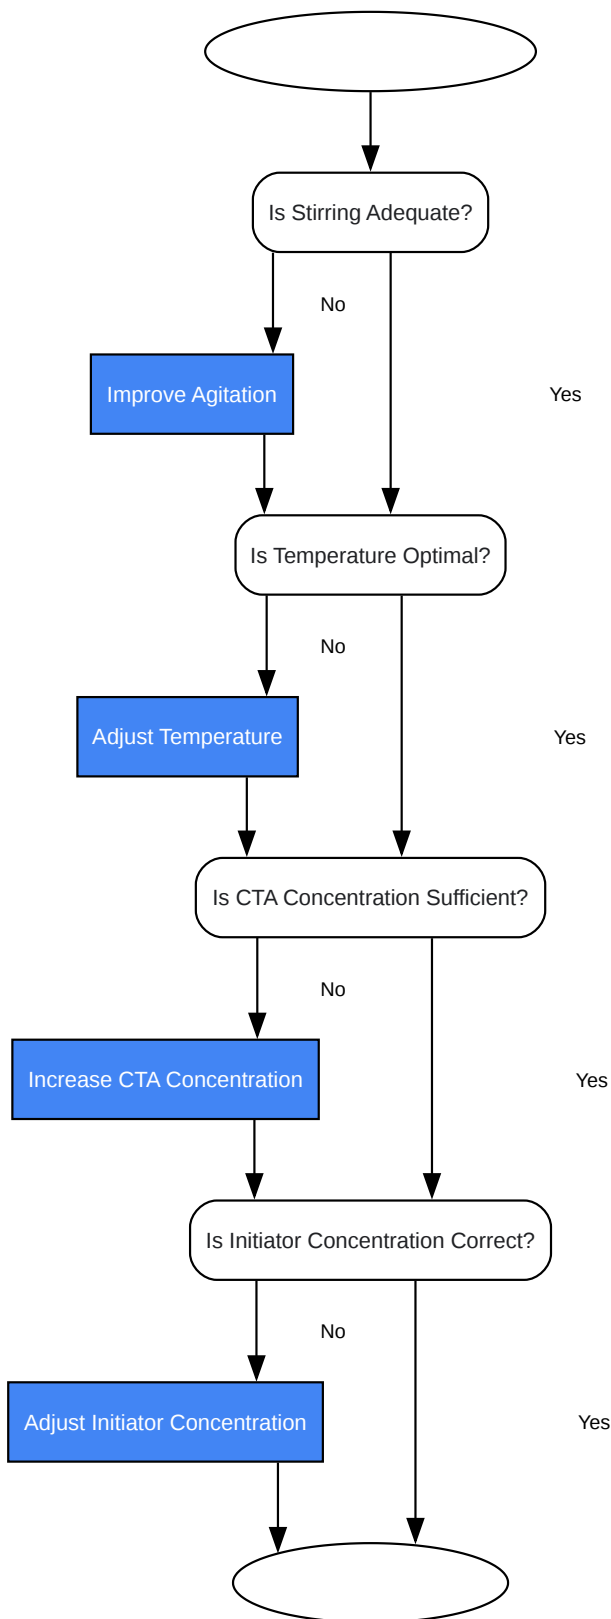 Is Stirring Adequate?
No
Improve Agitation
Yes
Is Temperature Optimal?
No
Adjust Temperature
Yes
Is CTA Concentration Sufficient?
No
Increase CTA Concentration
Yes
Is Initiator Concentration Correct?
No
Adjust Initiator Concentration
Yes